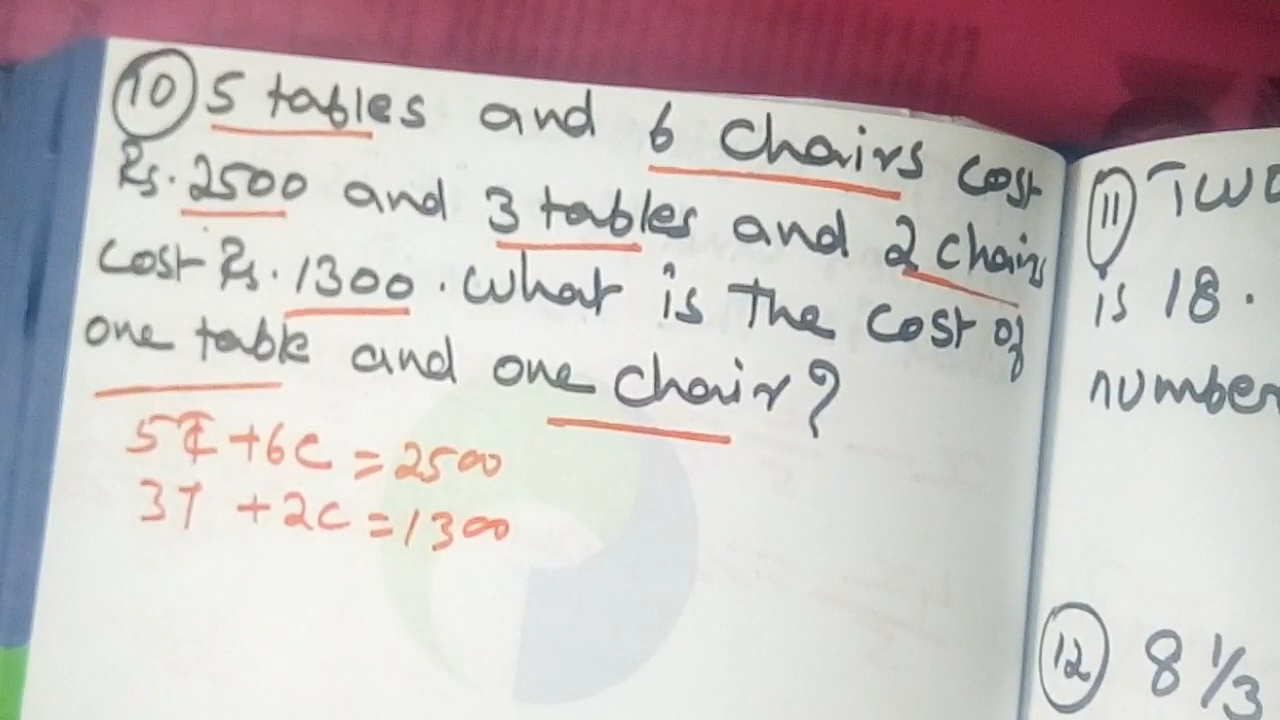 10 5 tables and 6 chairs cost
Rs. 2500 and 3 tables and 2 chairs
cost Rs. 1300. What is the cost of
one table and one chair?
5T + 6C = 2500
3T + 2C = 1300
11 TWO
is 18.
number
12 8 1/3